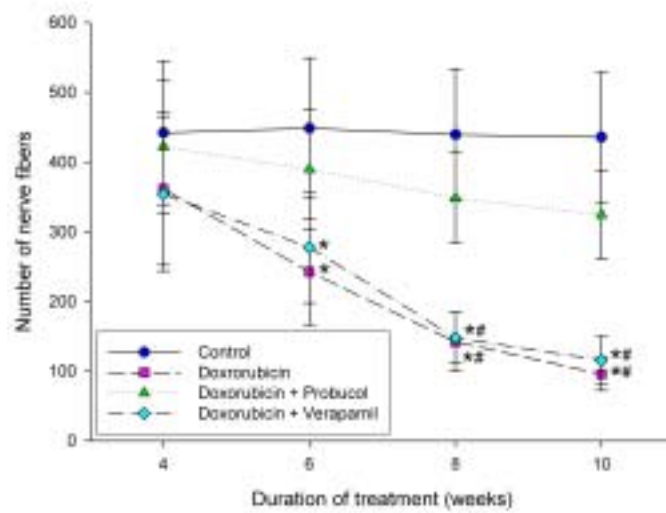 600
500
400
300
200
100
0
Number of nerve fibers
*
*
*#
*#
*#
*#
Control
Doxrorubicin
Doxorubicin + Probucol
Doxorubicin + Verapamil
4
6
8
10
Duration of treatment (weeks)